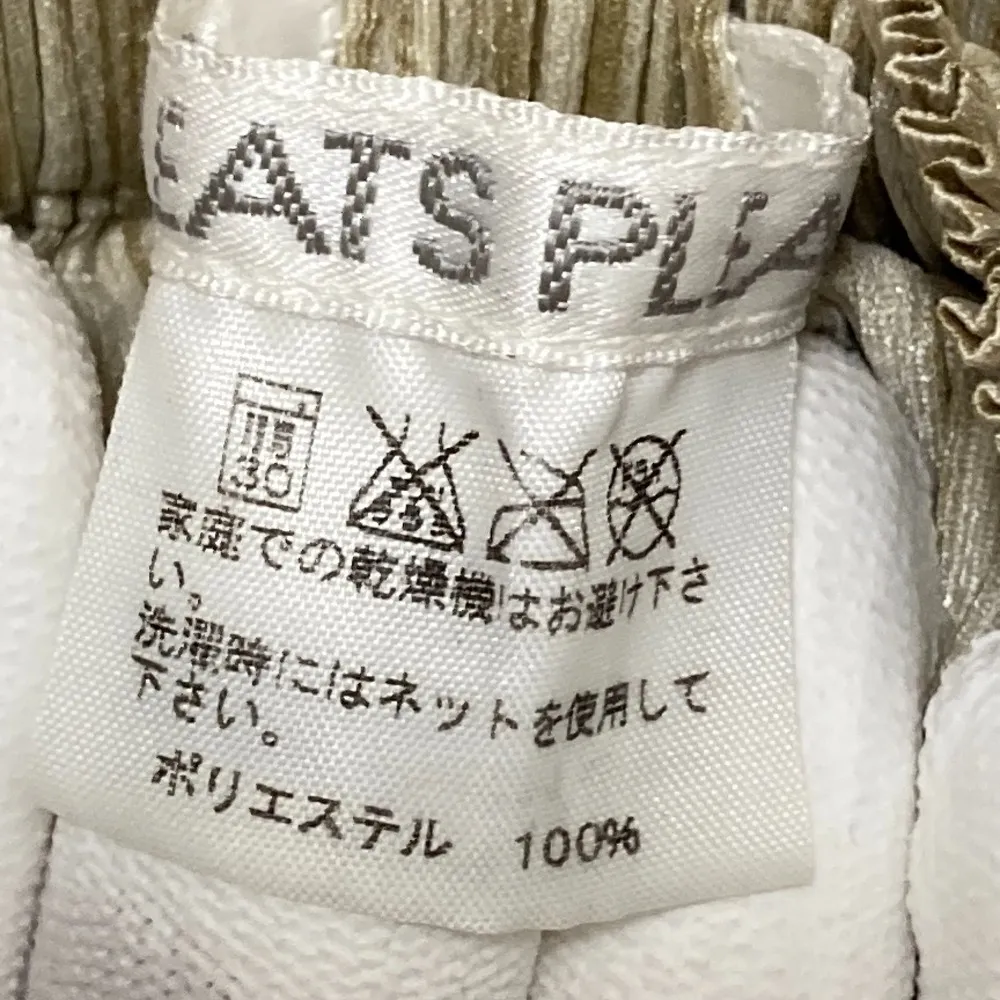 EATS PLEA
30
家庭での乾燥機はお避け下さ
い。
洗濯時にはネットを使用して
下さい。
ポリエステル 100%